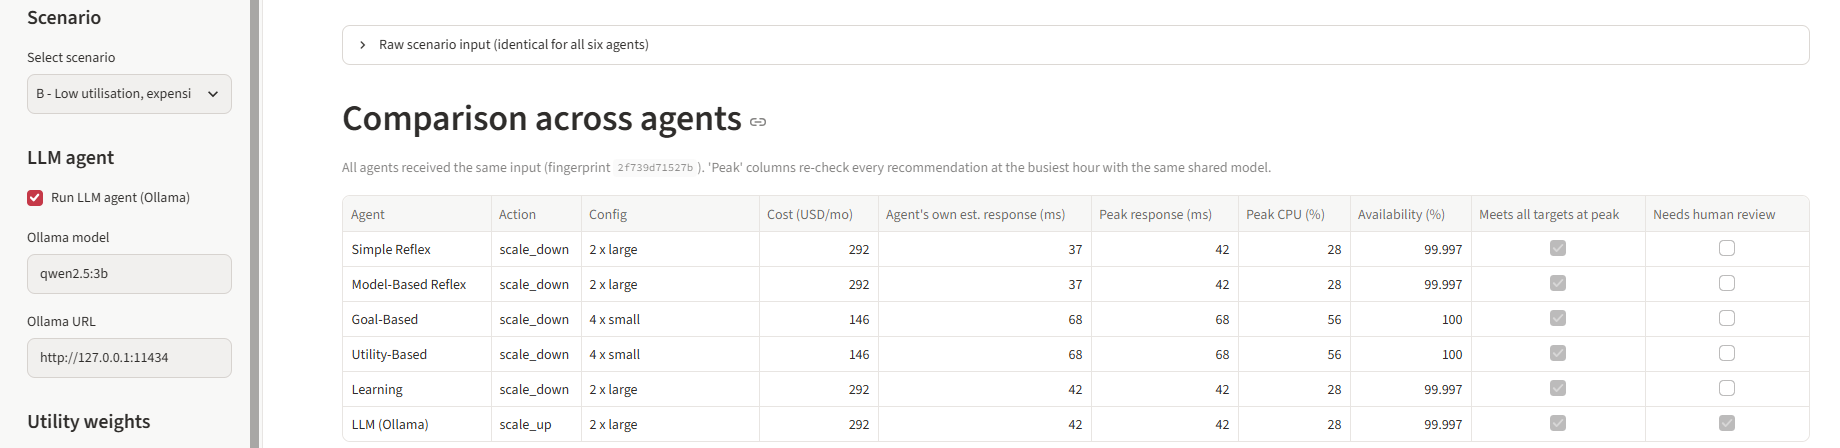 Scenario
Select scenario
B - Low utilisation, expensi
LLM agent
Run LLM agent (Ollama)
Ollama model
qwen2.5:3b
Ollama URL
http://127.0.0.1:11434
Utility weights
Raw scenario input (identical for all six agents)
Comparison across agents
All agents received the same input (fingerprint 2f739d71527b ). 'Peak' columns re-check every recommendation at the busiest hour with the same shared model.
Agent Action Config Cost (USD/mo) Agent's own est. response (ms) Peak response (ms) Peak CPU (%) Availability (%) Meets all targets at peak Needs human review
Simple Reflex scale_down 2 x large 292 37 42 28 99.997
Model-Based Reflex scale_down 2 x large 292 37 42 28 99.997
Goal-Based scale_down 4 x small 146 68 68 56 100
Utility-Based scale_down 4 x small 146 68 68 56 100
Learning scale_down 2 x large 292 42 42 28 99.997
LLM (Ollama) scale_up 2 x large 292 42 42 28 99.997